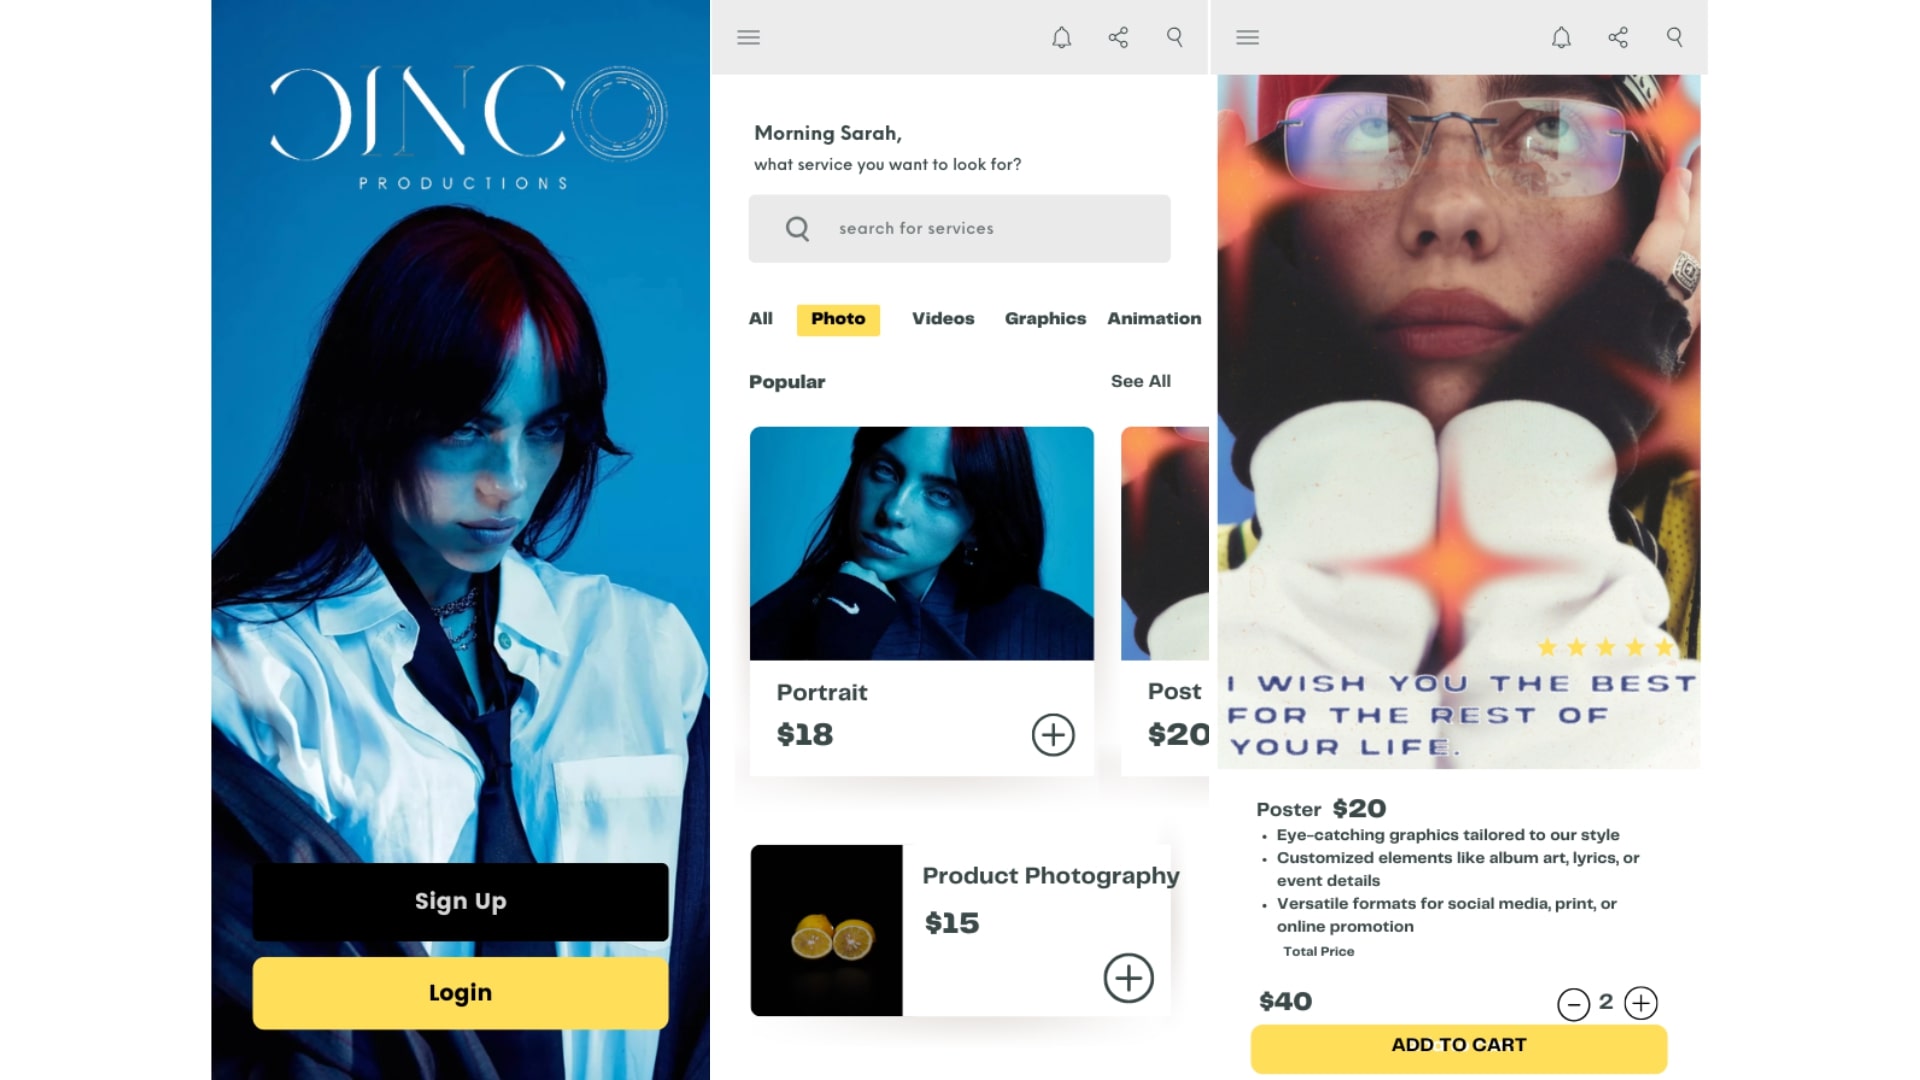 CINCO
PRODUCTIONS
Sign Up
Login
Morning Sarah,
what service you want to look for?
search for services
All Photo Videos Graphics Animation
Popular See All
Portrait
$18
Post
$20
Product Photography
$15
I WISH YOU THE BEST
FOR THE REST OF
YOUR LIFE.
Poster $20
• Eye-catching graphics tailored to our style
• Customized elements like album art, lyrics, or
event details
• Versatile formats for social media, print, or
online promotion
Total Price
$40 2
ADD TO CART